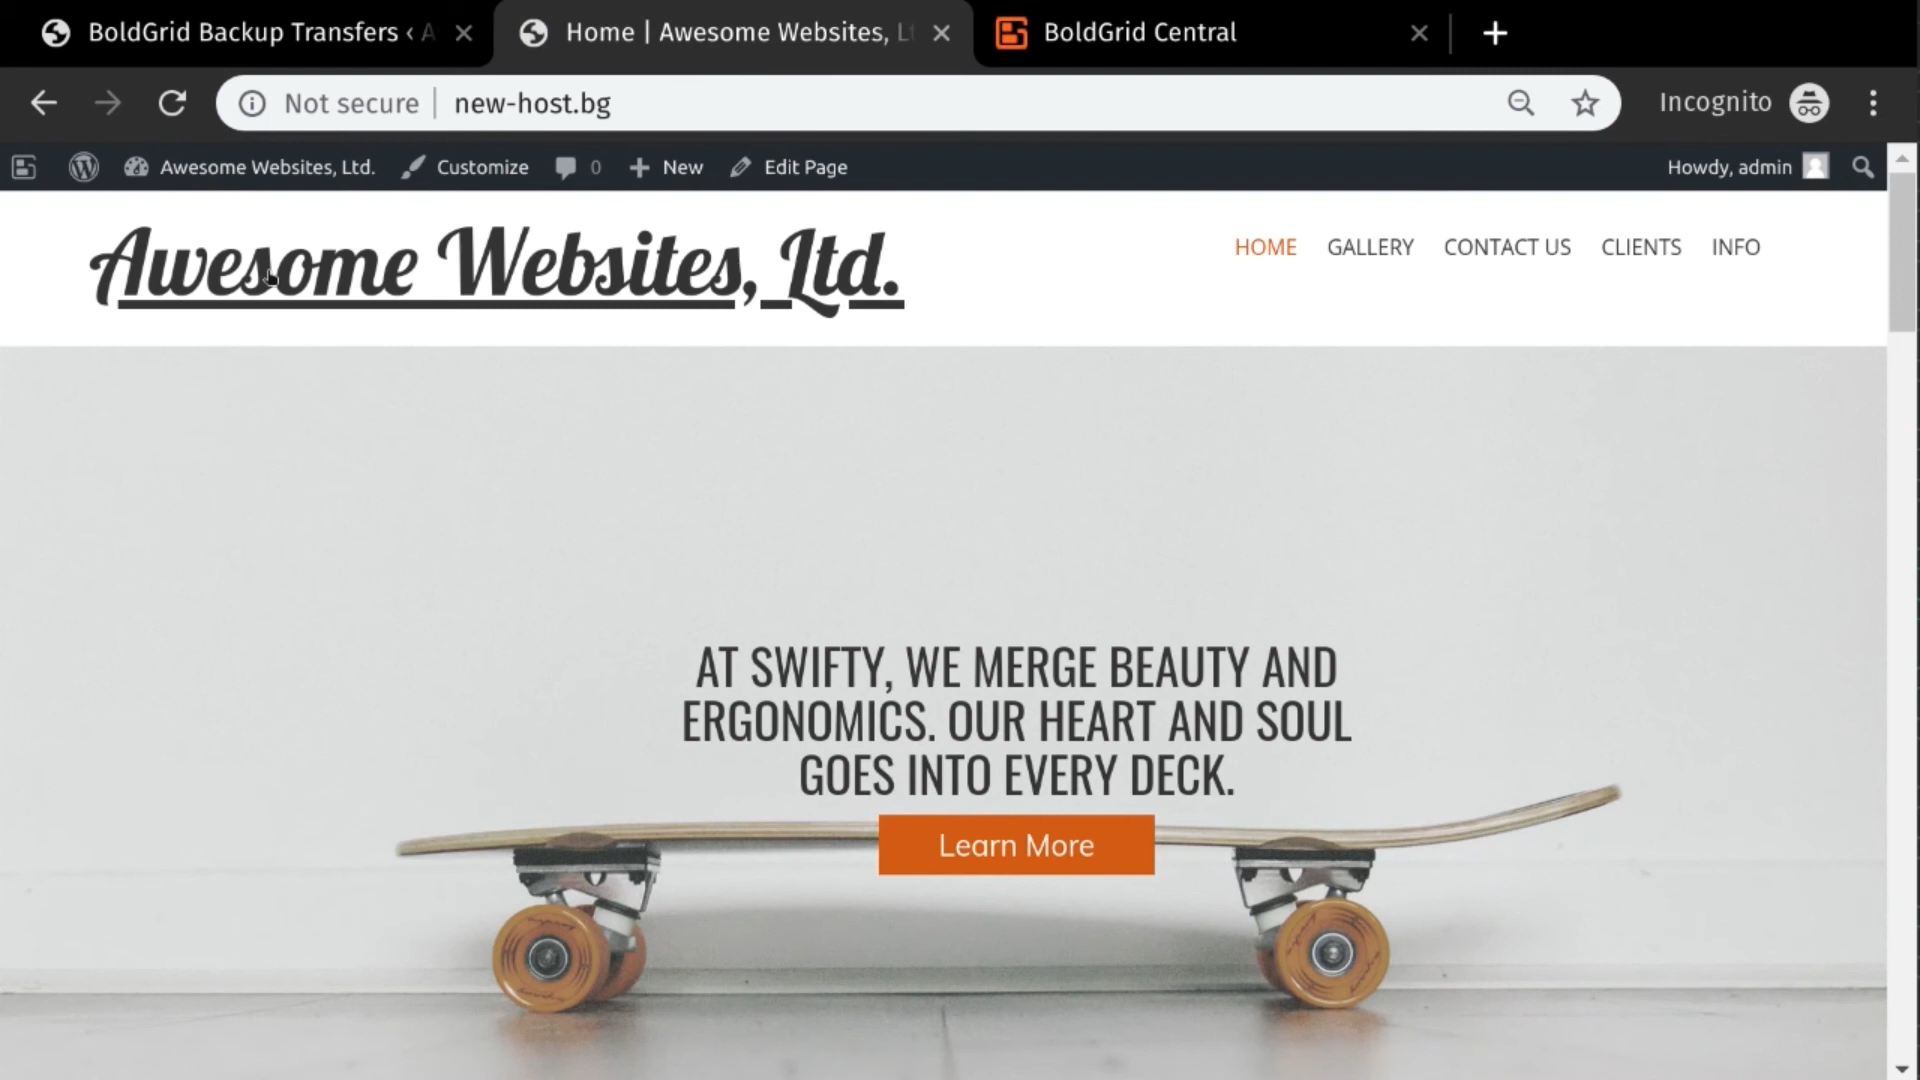 BoldGrid Backup Transfers ‹ A
Home | Awesome Websites, Lt
BoldGrid Central
Not secure
new-host.bg
Incognito
Awesome Websites, Ltd.
Customize
0
New
Edit Page
Howdy, admin
Awesome Websites, Ltd.
HOME
GALLERY
CONTACT US
CLIENTS
INFO
AT SWIFTY, WE MERGE BEAUTY AND
ERGONOMICS. OUR HEART AND SOUL
GOES INTO EVERY DECK.
Learn More